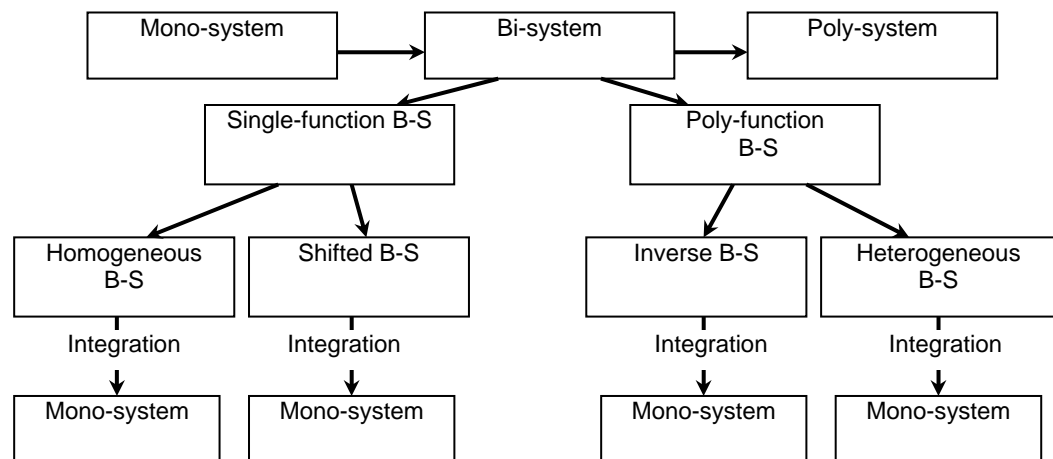 Mono-system
Bi-system
Poly-system
Single-function B-S
Poly-function
B-S
Homogeneous
B-S
Shifted B-S
Inverse B-S
Heterogeneous
B-S
Integration
Integration
Integration
Integration
Mono-system
Mono-system
Mono-system
Mono-system